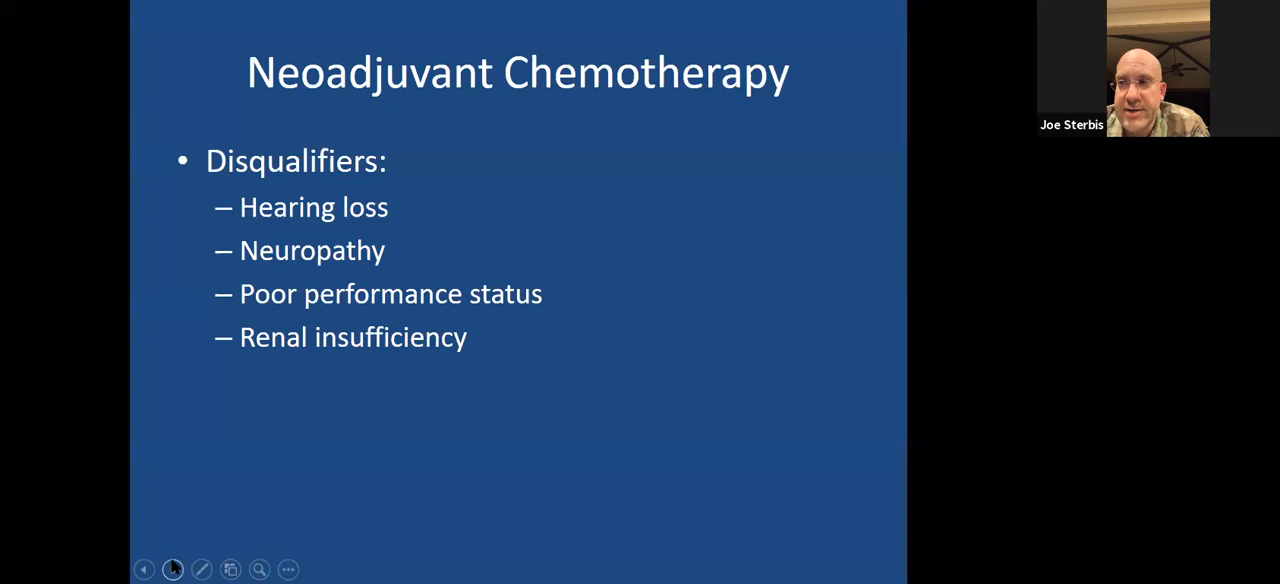 Neoadjuvant Chemotherapy
• Disqualifiers:
– Hearing loss
– Neuropathy
– Poor performance status
– Renal insufficiency
Joe Sterbis